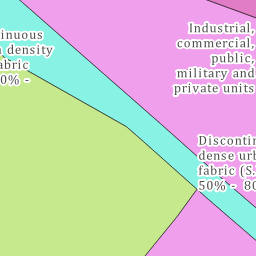 Industrial,
commercial,
public,
military and
private units
inuous
density
abric
0% -
Discontin
dense urb
fabric (S.
50% - 80